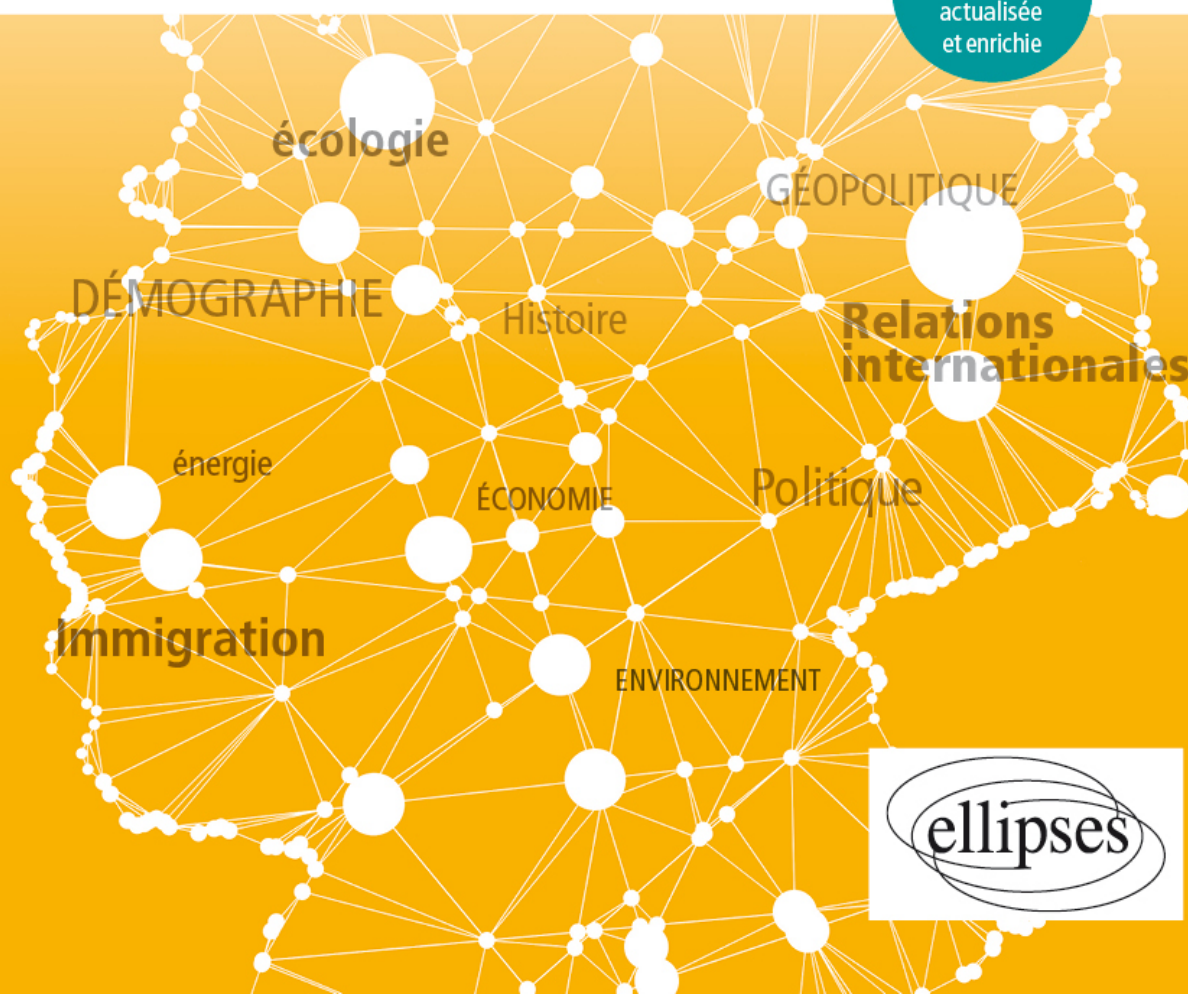 actualisée
et enrichie
écologie
GÉOPOLITIQUE
DÉMOGRAPHIE
Histoire
Relations
internationales
énergie
ÉCONOMIE
Politique
Immigration
ENVIRONNEMENT
ellipses